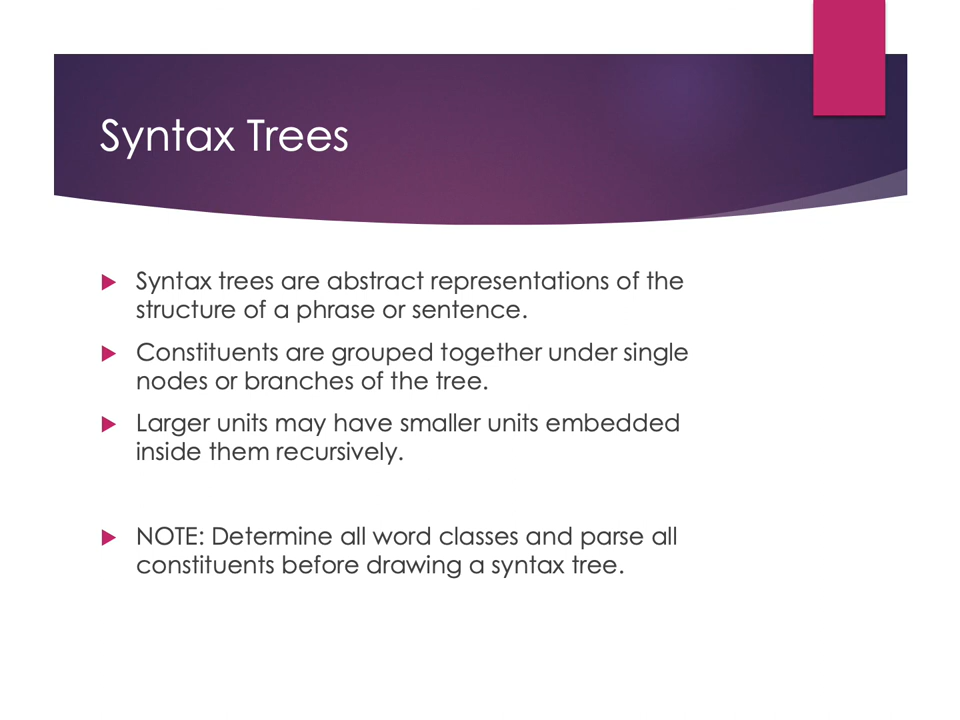 Syntax Trees
Syntax trees are abstract representations of the
structure of a phrase or sentence.
Constituents are grouped together under single
nodes or branches of the tree.
Larger units may have smaller units embedded
inside them recursively.
NOTE: Determine all word classes and parse all
constituents before drawing a syntax tree.